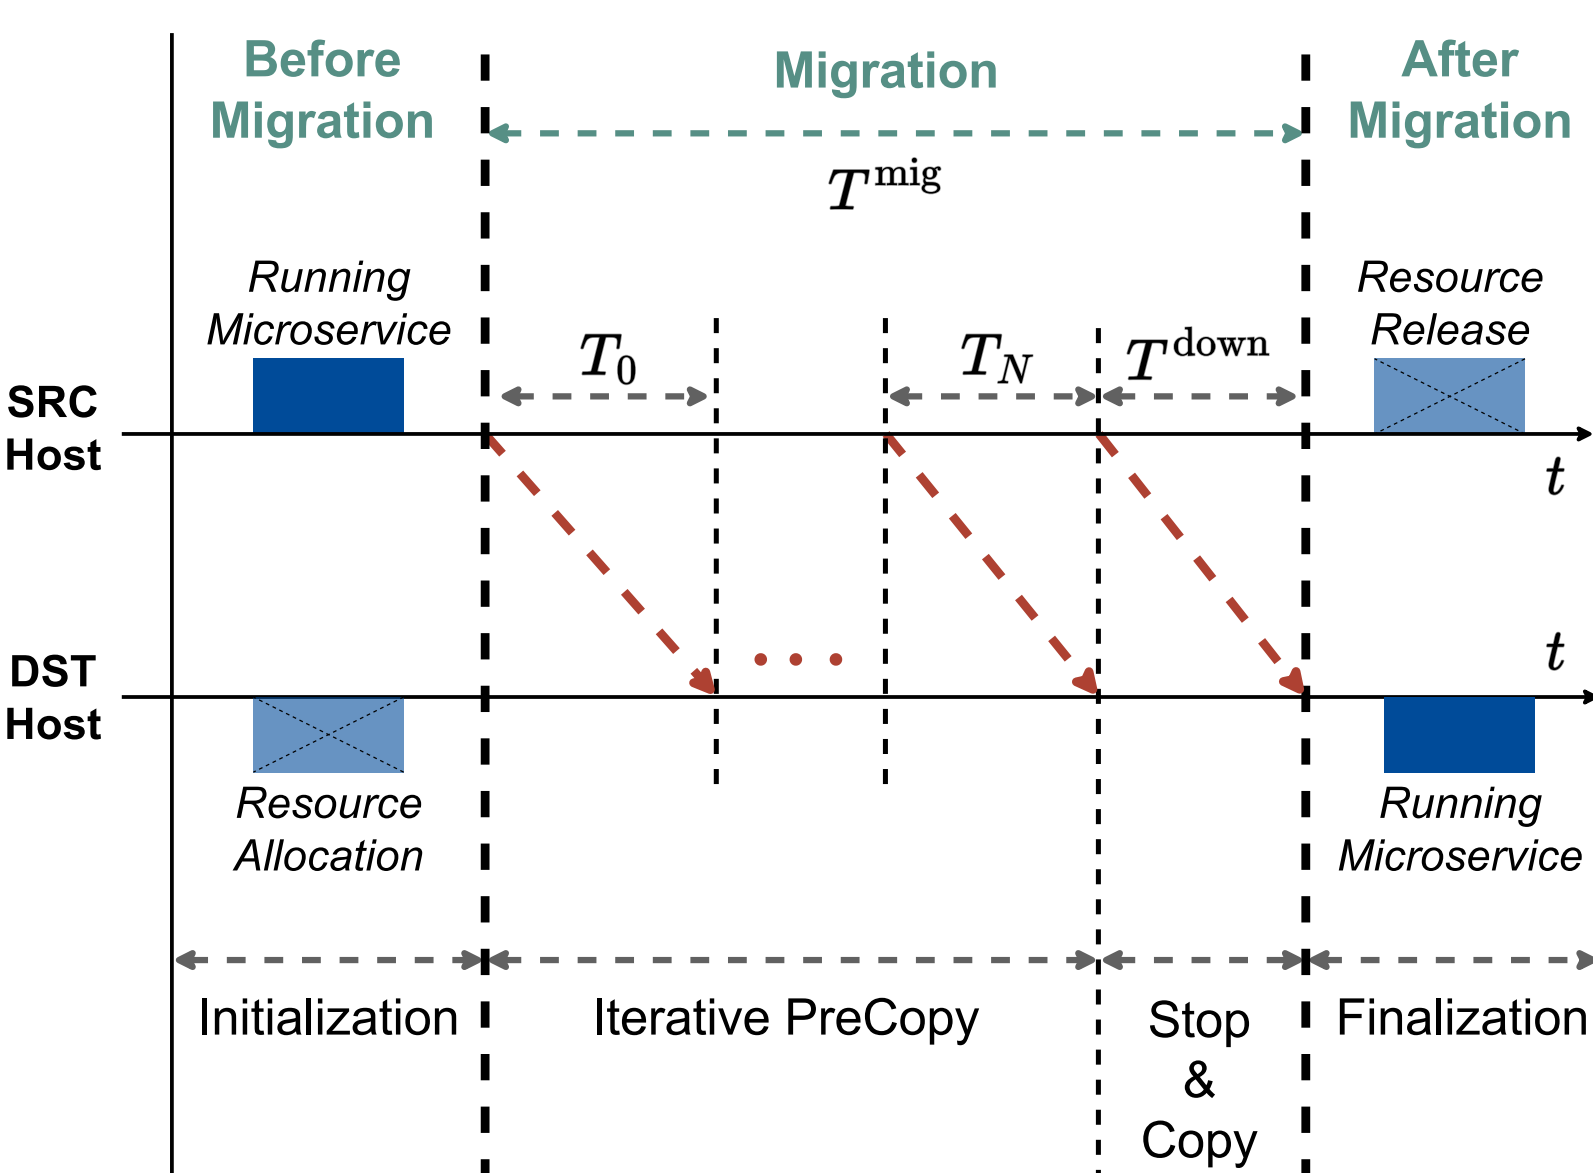 Before
Migration
Migration
After
Migration
T^mig
Running
Microservice
Resource
Release
T_0
T_N
T^down
SRC
Host
t
DST
Host
t
Resource
Allocation
Running
Microservice
Initialization
Iterative PreCopy
Stop
&
Copy
Finalization